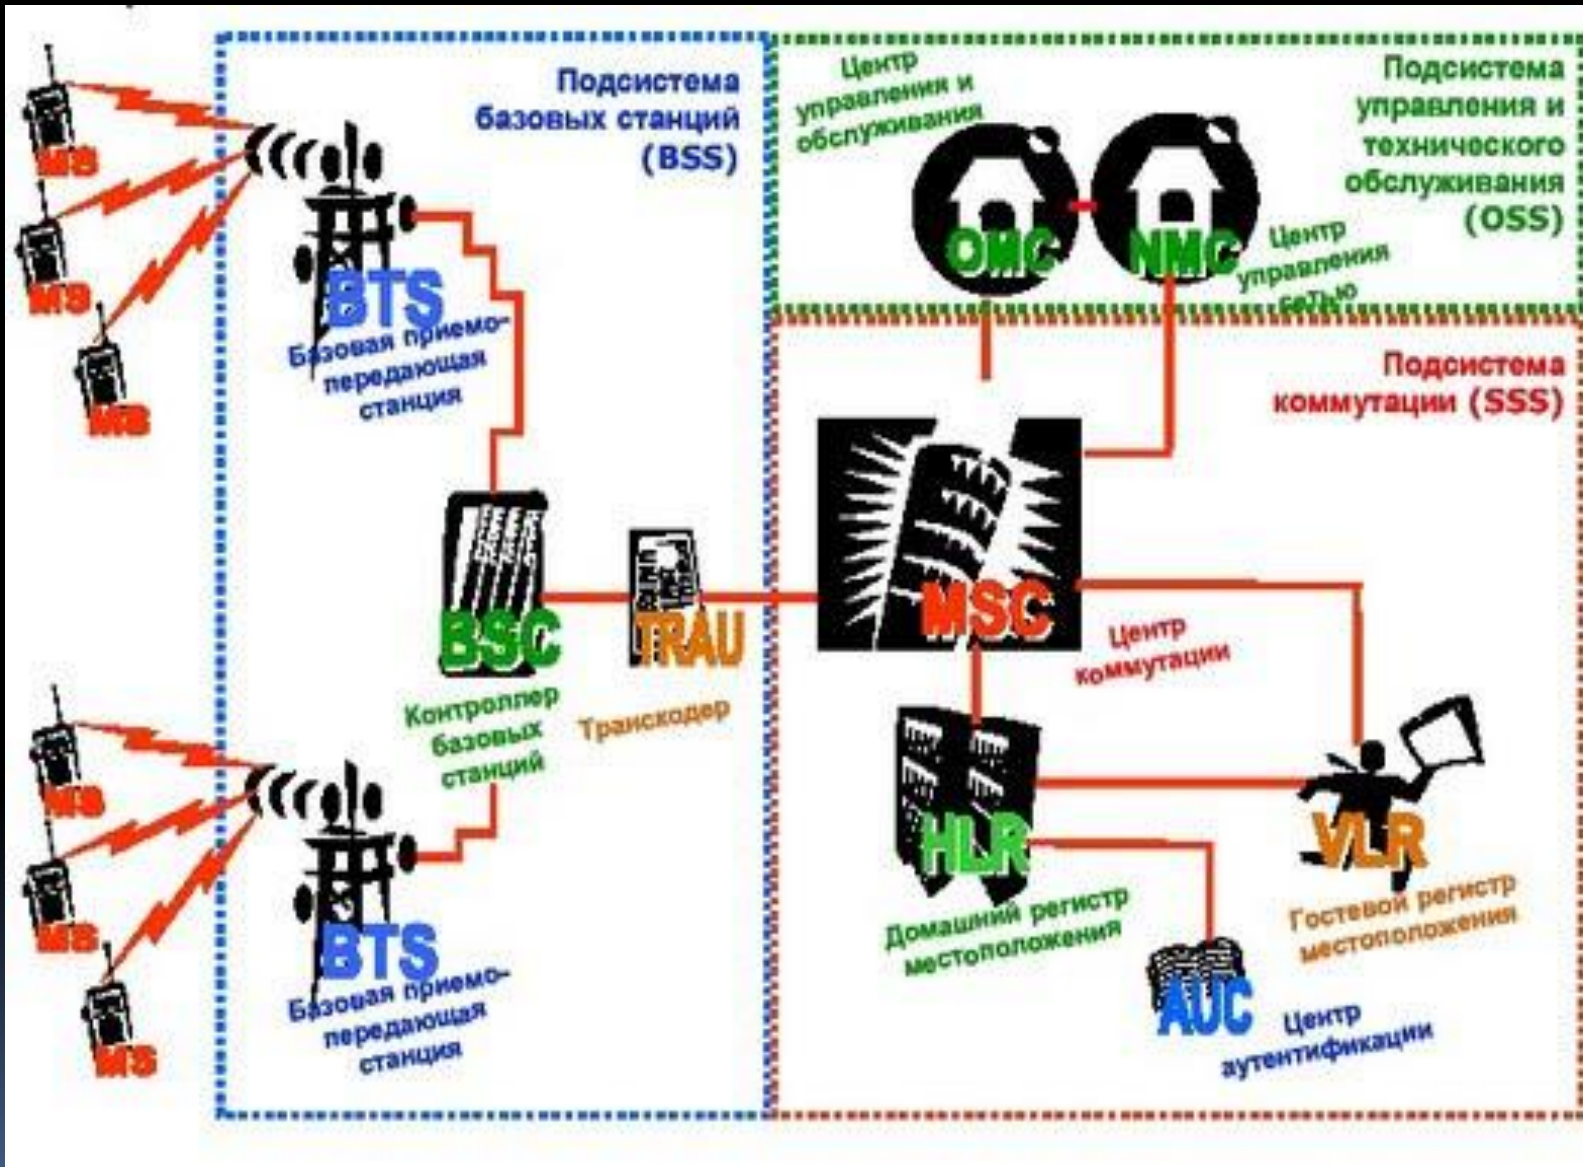 MS
MS
MS
Подсистема
базовых станций
(BSS)
BTS
Базовая приемо-
передающая
станция
Центр
управления и
обслуживания
OMC
NMC
Центр
управления
сетью
Подсистема
управления и
технического
обслуживания
(OSS)
Подсистема
коммутации (SSS)
BSC
Контроллер
базовых
станций
TRAU
Транскодер
MSC
Центр
коммутации
MS
MS
MS
BTS
Базовая приемо-
передающая
станция
HLR
Домашний регистр
местоположения
VLR
Гостевой регистр
местоположения
AUC
Центр
аутентификации